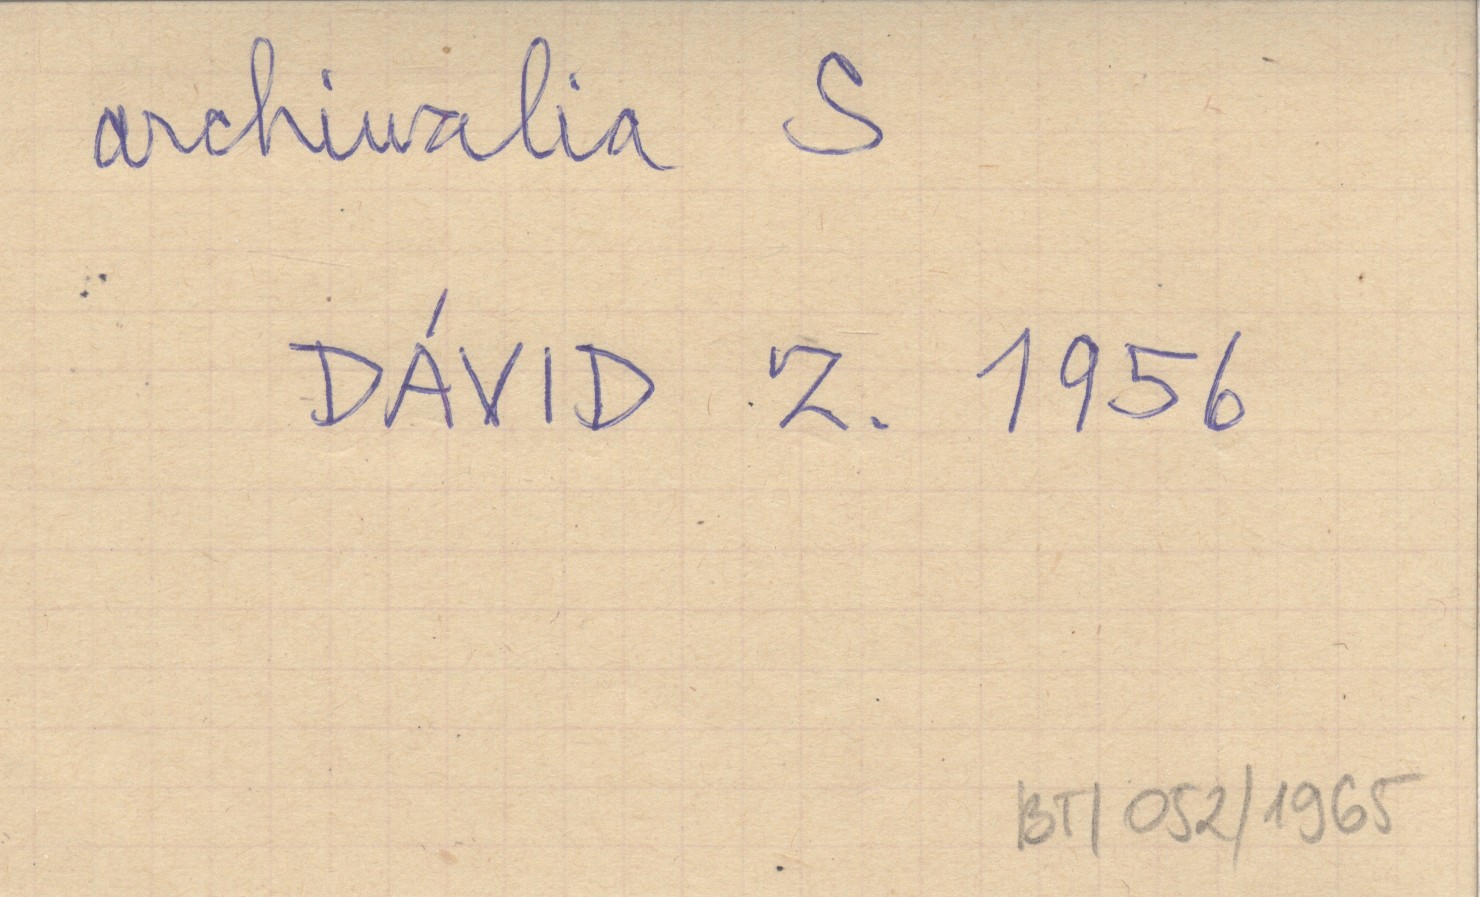 archiwalia S
DÁVID Z. 1956
BT/052/1965